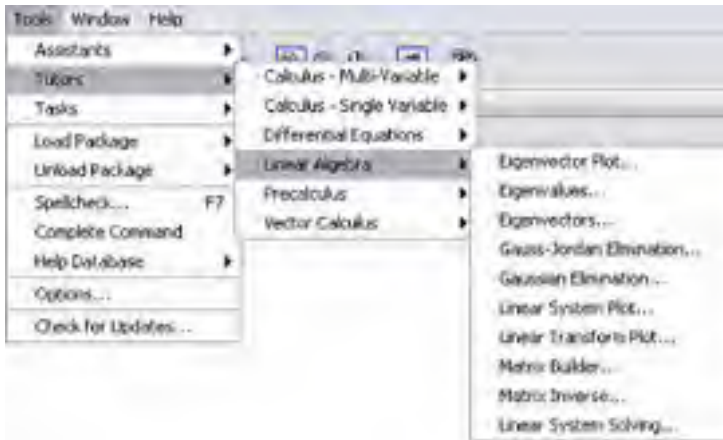 Tools Window Help
Assistants
Tutors
Tasks
Load Package
Unload Package
Spellcheck... F7
Complete Command
Help Database
Options...
Check for Updates...
Calculus - Multi-Variable
Calculus - Single Variable
Differential Equations
Linear Algebra
Precalculus
Vector Calculus
Eigenvector Plot...
Eigenvalues...
Eigenvectors...
Gauss-Jordan Elimination...
Gaussian Elimination...
Linear System Plot...
Linear Transform Plot...
Matrix Builder...
Matrix Inverse...
Linear System Solving...